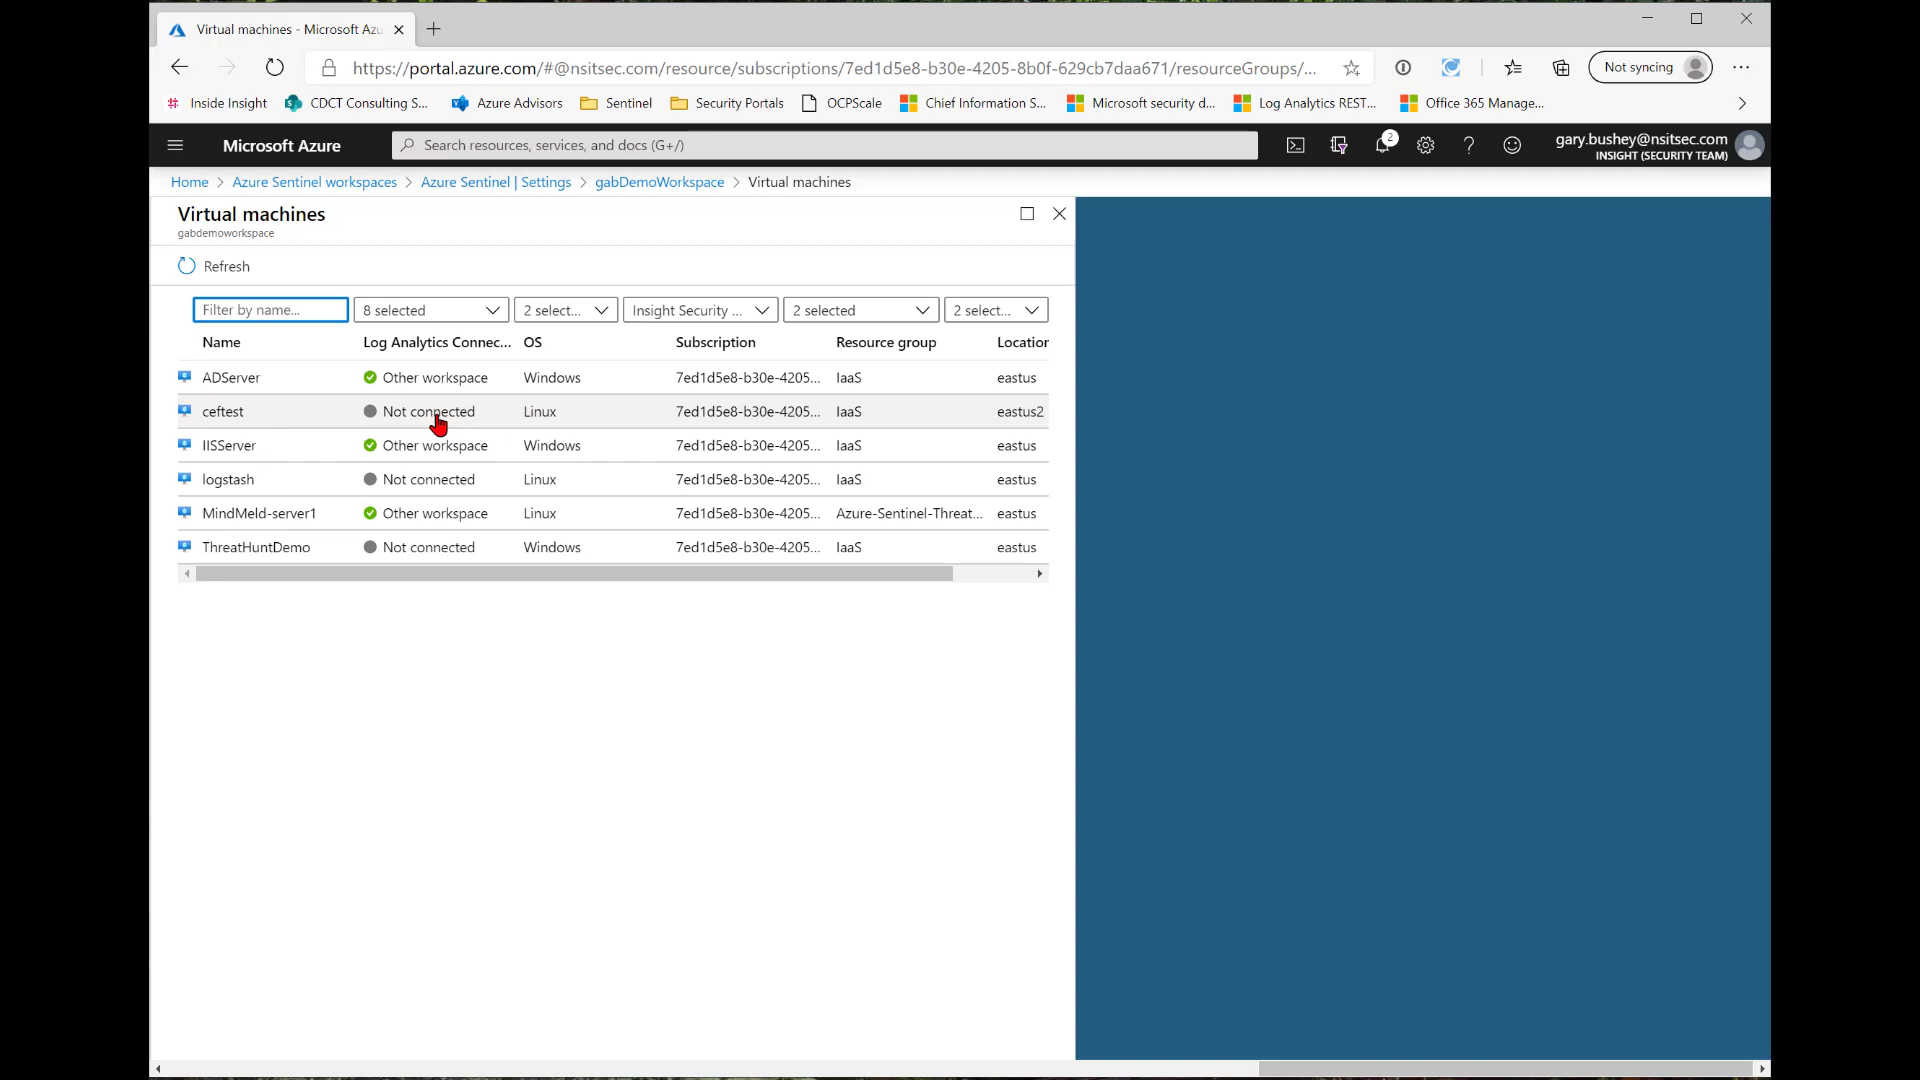 Virtual machines - Microsoft Azu
https://portal.azure.com/#@nsitsec.com/resource/subscriptions/7ed1d5e8-b30e-4205-8b0f-629cb7daa671/resourceGroups/...
Not syncing
Inside Insight
CDCT Consulting S...
Azure Advisors
Sentinel
Security Portals
OCPScale
Chief Information S...
Microsoft security d...
Log Analytics REST...
Office 365 Manage...
Microsoft Azure
Search resources, services, and docs (G+/)
2
gary.bushey@nsitsec.com
INSIGHT (SECURITY TEAM)
Home > Azure Sentinel workspaces > Azure Sentinel | Settings > gabDemoWorkspace > Virtual machines
Virtual machines
gabdemoworkspace
Refresh
Filter by name... 8 selected 2 select... Insight Security ... 2 selected 2 select...
Name Log Analytics Connec... OS Subscription Resource group Location
ADServer Other workspace Windows 7ed1d5e8-b30e-4205... IaaS eastus
ceftest Not connected Linux 7ed1d5e8-b30e-4205... IaaS eastus2
IISServer Other workspace Windows 7ed1d5e8-b30e-4205... IaaS eastus
logstash Not connected Linux 7ed1d5e8-b30e-4205... IaaS eastus
MindMeld-server1 Other workspace Linux 7ed1d5e8-b30e-4205... Azure-Sentinel-Threat... eastus
ThreatHuntDemo Not connected Windows 7ed1d5e8-b30e-4205... IaaS eastus